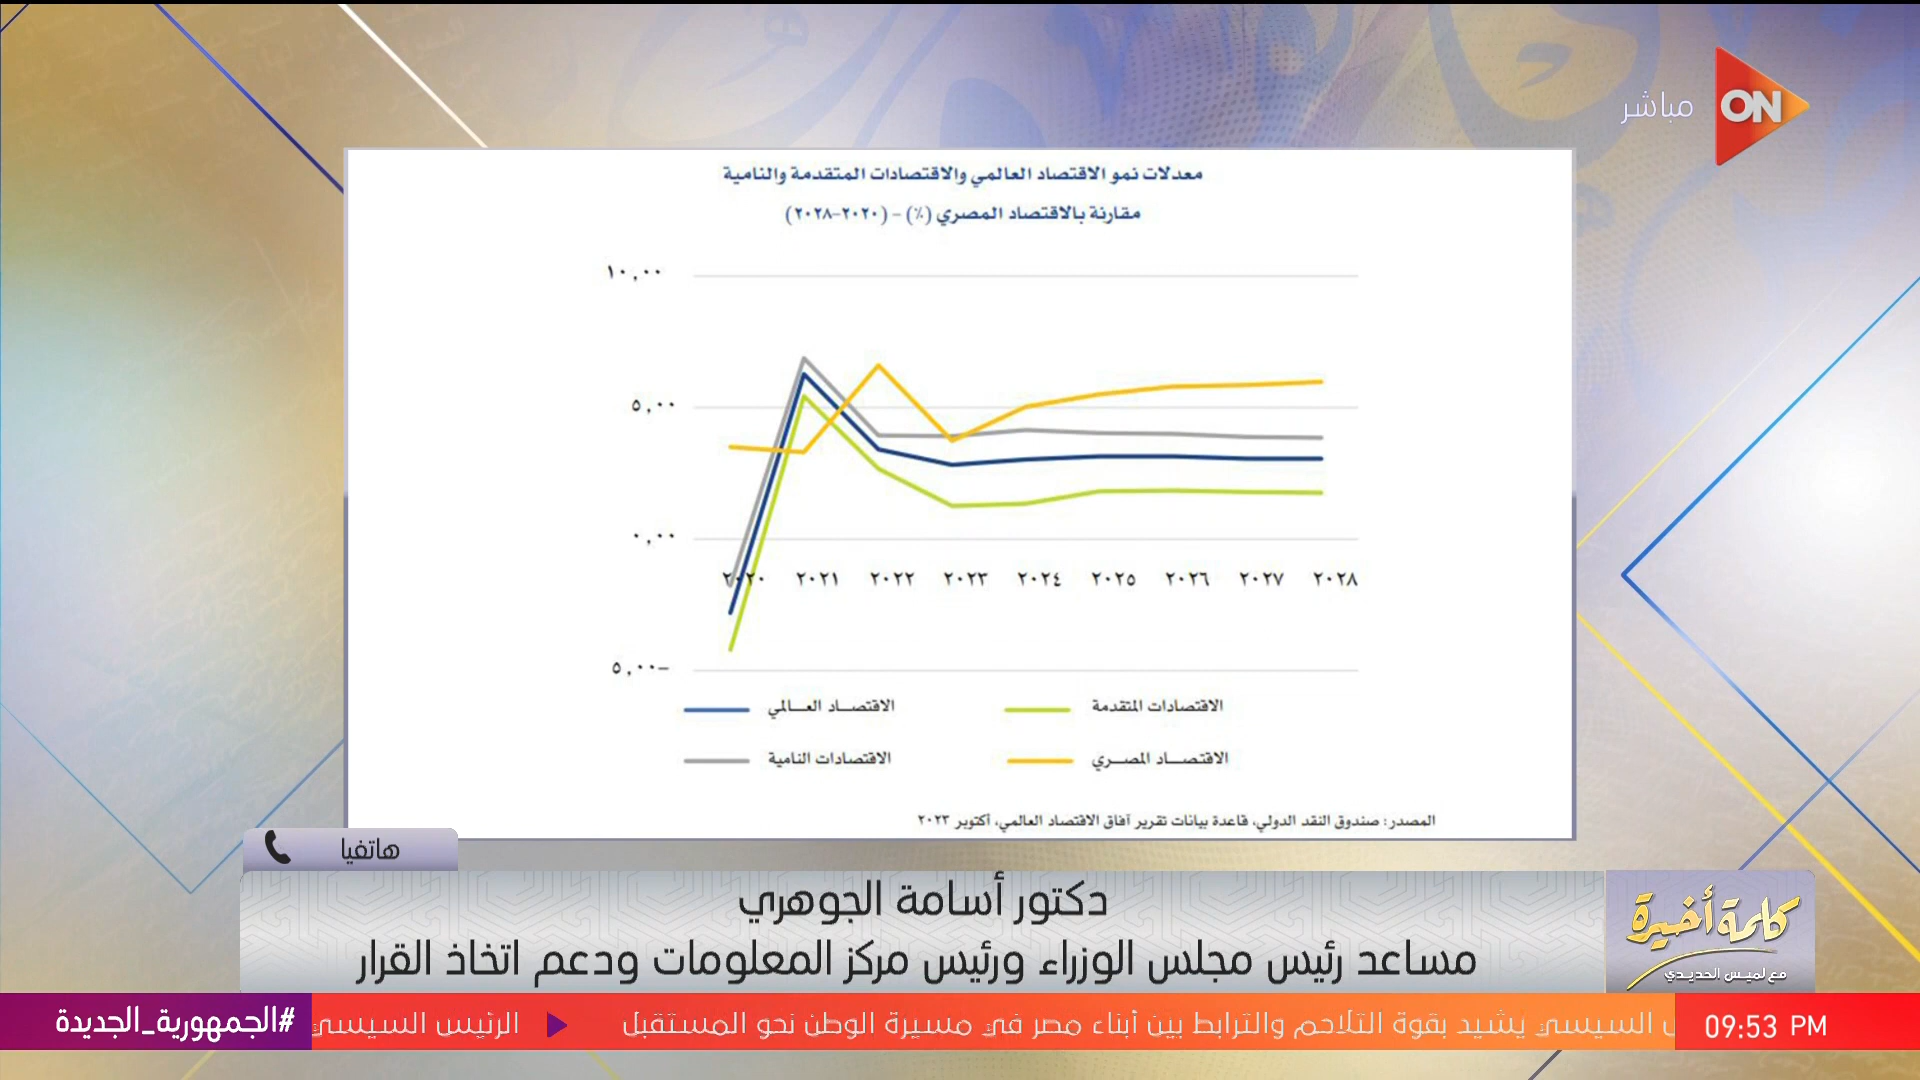 مباشر
ON
معدلات نمو الاقتصاد العالمي والاقتصادات المتقدمة والنامية
مقارنة بالاقتصاد المصري (٪) – (٢٠٢٠-٢٠٢٨)
١٠,٠٠
٥,٠٠
٠,٠٠
٢٠٢٠ ٢٠٢١ ٢٠٢٢ ٢٠٢٣ ٢٠٢٤ ٢٠٢٥ ٢٠٢٦ ٢٠٢٧ ٢٠٢٨
٥,٠٠–
الاقتصـاد العـالمي
الاقتصادات المتقدمة
الاقتصادات النامية
الاقتصـاد المصـري
المصدر: صندوق النقد الدولي، قاعدة بيانات تقرير آفاق الاقتصاد العالمي، أكتوبر ٢٠٢٣
هاتفيا
دكتور أسامة الجوهري
مساعد رئيس مجلس الوزراء ورئيس مركز المعلومات ودعم اتخاذ القرار
كلمة أخيرة
مع لميس الحديدي
09:53 PM
السيسي يشيد بقوة التلاحم والترابط بين أبناء مصر في مسيرة الوطن نحو المستقبل
الرئيس السيسي
#الجمهورية_الجديدة